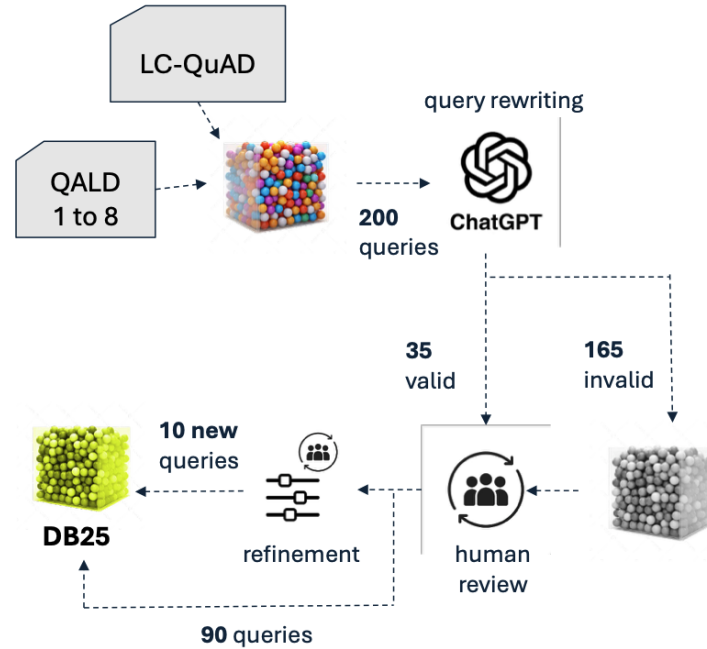 LC-QuAD
query rewriting
QALD
1 to 8
ChatGPT
200
queries
35
valid
165
invalid
10 new
queries
DB25
refinement
human
review
90 queries